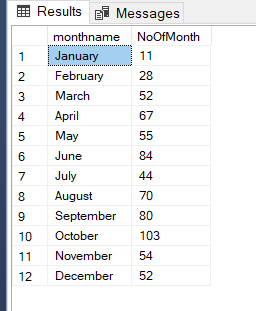 Results Messages
monthname NoOfMonth
1 January 11
2 February 28
3 March 52
4 April 67
5 May 55
6 June 84
7 July 44
8 August 70
9 September 80
10 October 103
11 November 54
12 December 52